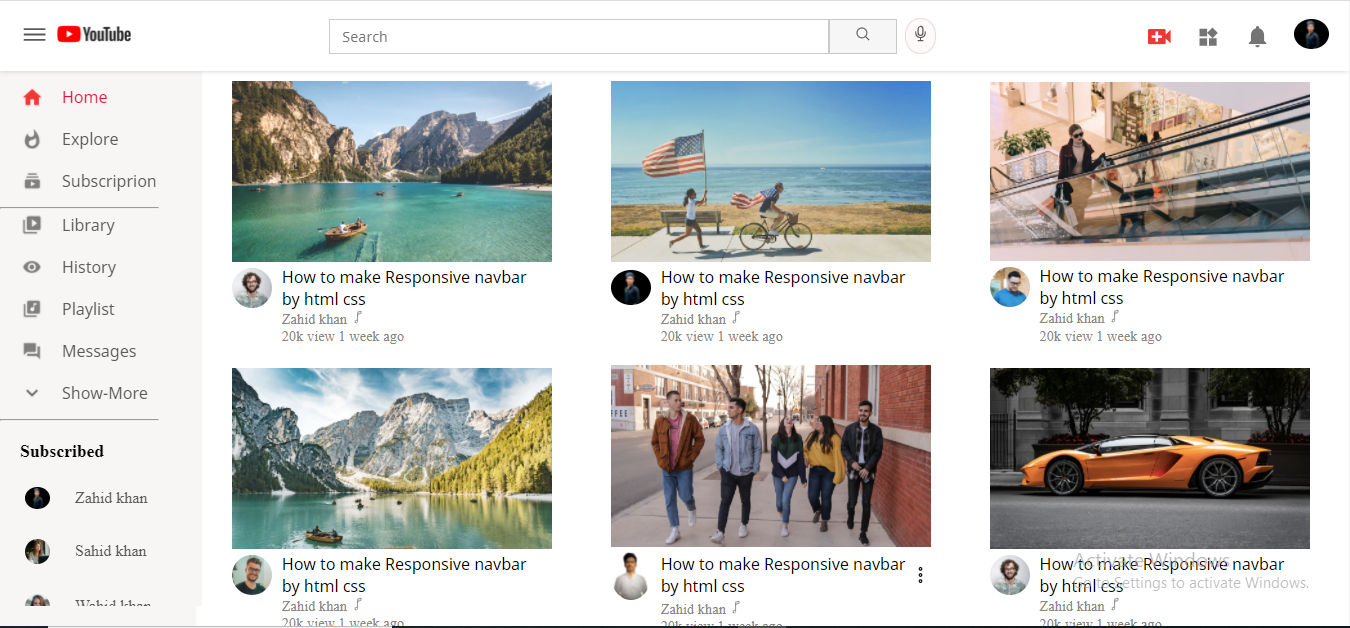 YouTube
Search
Home
Explore
Subscriprion
Library
History
Playlist
Messages
Show-More
Subscribed
Zahid khan
Sahid khan
Wahid khan
How to make Responsive navbar
by html css
Zahid khan
20k view 1 week ago
How to make Responsive navbar
by html css
Zahid khan
20k view 1 week ago
How to make Responsive navbar
by html css
Zahid khan
20k view 1 week ago
How to make Responsive navbar
by html css
Zahid khan
20k view 1 week ago
FFEE
How to make Responsive navbar
by html css
Zahid khan
20k view 1 week ago
How to make Responsive navbar
by html css
Zahid khan
20k view 1 week ago
Activate Windows
Go to Settings to activate Windows.